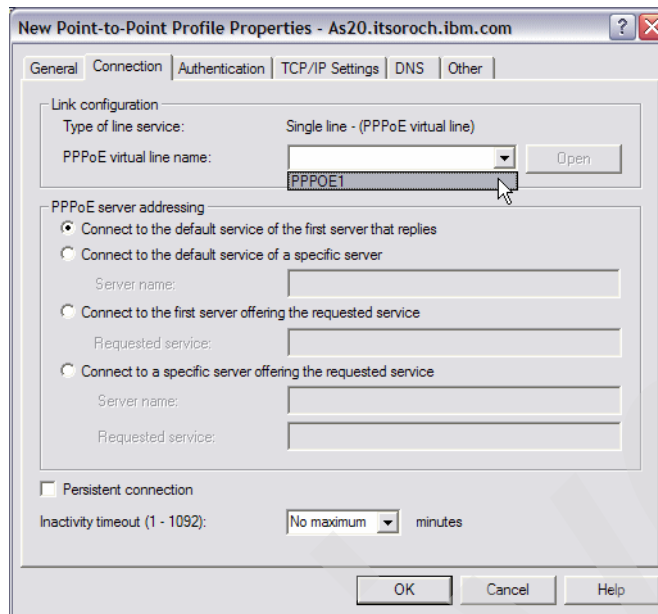 New Point-to-Point Profile Properties - As20.itsoroch.ibm.com
General Connection Authentication TCP/IP Settings DNS Other
Link configuration
Type of line service: Single line - (PPPoE virtual line)
PPPoE virtual line name: Open
PPPOE1
PPPoE server addressing
Connect to the default service of the first server that replies
Connect to the default service of a specific server
Server name:
Connect to the first server offering the requested service
Requested service:
Connect to a specific server offering the requested service
Server name:
Requested service:
Persistent connection
Inactivity timeout (1 - 1092): No maximum minutes
OK Cancel Help